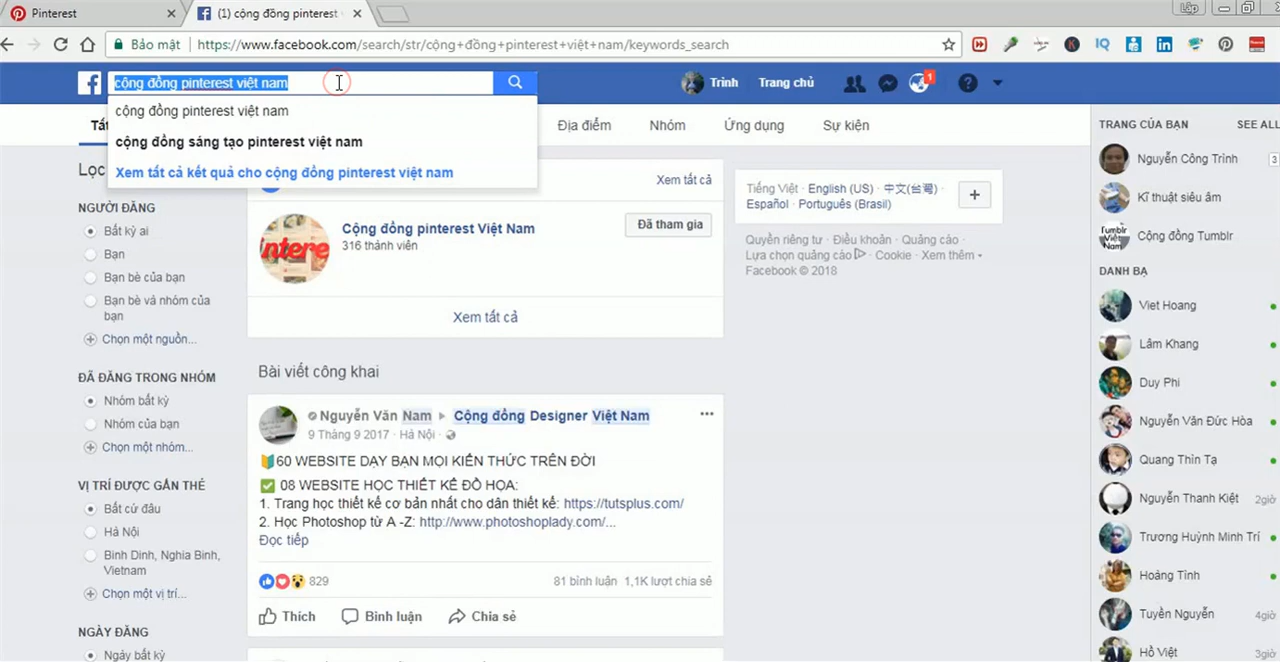 Pinterest
(1) cộng đồng pinterest
Lập
Bảo mật
https://www.facebook.com/search/str/cộng+đồng+pinterest+việt+nam/keywords_search
cộng đồng pinterest việt nam
Trinh
Trang chủ
1
cộng đồng pinterest việt nam
cộng đồng sáng tạo pinterest việt nam
Xem tất cả kết quả cho cộng đồng pinterest việt nam
Tất
Địa điểm
Nhóm
Ứng dụng
Sự kiện
Lọc
NGƯỜI ĐĂNG
Bất kỳ ai
Bạn
Bạn bè của bạn
Bạn bè và nhóm của
bạn
Chọn một nguồn...
ĐÃ ĐĂNG TRONG NHÓM
Nhóm bất kỳ
Nhóm của bạn
Chọn một nhóm...
VỊ TRÍ ĐƯỢC GẮN THẺ
Bất cứ đâu
Hà Nội
Binh Dinh, Nghia Binh,
Vietnam
Chọn một vị trí...
NGÀY ĐĂNG
Ngày bất kỳ
Xem tất cả
Cộng đồng pinterest Việt Nam
316 thành viên
Đã tham gia
Xem tất cả
Bài viết công khai
Nguyễn Văn Nam
Cộng đồng Designer Việt Nam
9 Tháng 9 2017 · Hà Nội ·
60 WEBSITE DẠY BẠN MỌI KIẾN THỨC TRÊN ĐỜI
08 WEBSITE HỌC THIẾT KẾ ĐỒ HỌA:
1. Trang học thiết kế cơ bản nhất cho dân thiết kế: https://tutsplus.com/
2. Học Photoshop từ A -Z: http://www.photoshoplady.com/...
Đọc tiếp
829
81 bình luận 1,1K lượt chia sẻ
Thích
Bình luận
Chia sẻ
Tiếng Việt · English (US) · 中文(台灣) ·
Español · Português (Brasil)
Quyền riêng tư · Điều khoản · Quảng cáo ·
Lựa chọn quảng cáo · Cookie · Xem thêm
Facebook © 2018
TRANG CỦA BẠN
SEE ALL
Nguyễn Công Trình
3
Kĩ thuật siêu âm
Cộng đồng Tumblr
DANH BẠ
Viet Hoang
Lâm Khang
Duy Phi
Nguyễn Văn Đức Hòa
Quang Thìn Tạ
Nguyễn Thanh Kiệt
2giờ
Trương Huỳnh Minh Trí
Hoàng Tình
Tuyền Nguyễn
4giờ
Hồ Việt
3giờ